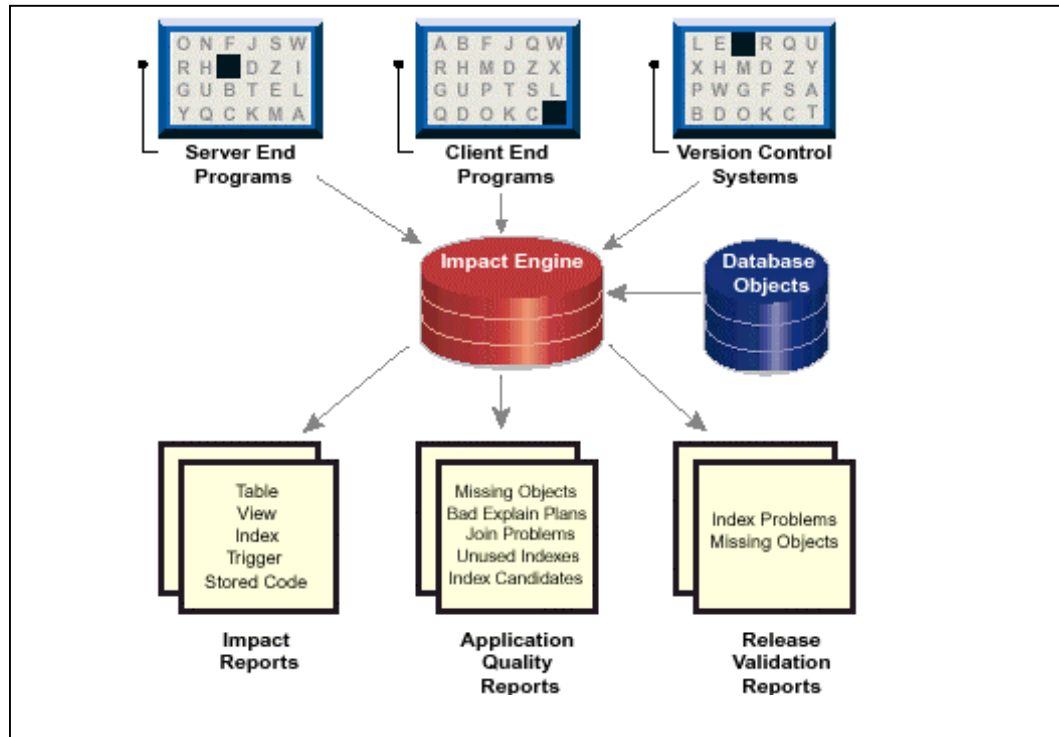 O N F J S W
R H D Z I
G U B T E L
Y Q C K M A
A B F J Q W
R H M D Z X
G U P T S L
Q D O K C
L E R Q U
X H M D Z Y
P W G F S A
B D O K C T
Server End
Programs
Client End
Programs
Version Control
Systems
Impact Engine
Database
Objects
Table
View
Index
Trigger
Stored Code
Missing Objects
Bad Explain Plans
Join Problems
Unused Indexes
Index Candidates
Index Problems
Missing Objects
Impact
Reports
Application
Quality
Reports
Release
Validation
Reports